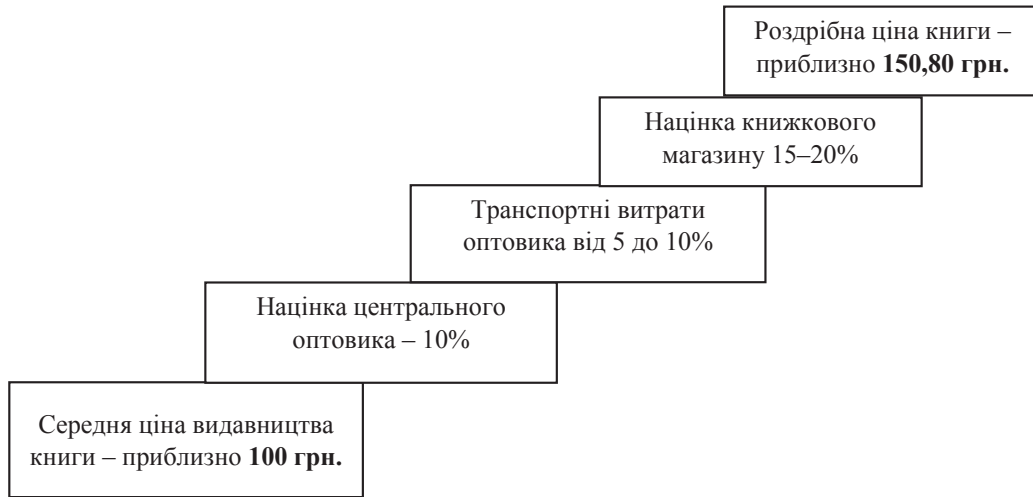 Роздрібна ціна книги –
приблизно 150,80 грн.
Націнка книжкового
магазину 15–20%
Транспортні витрати
оптовика від 5 до 10%
Націнка центрального
оптовика – 10%
Середня ціна видавництва
книги – приблизно 100 грн.